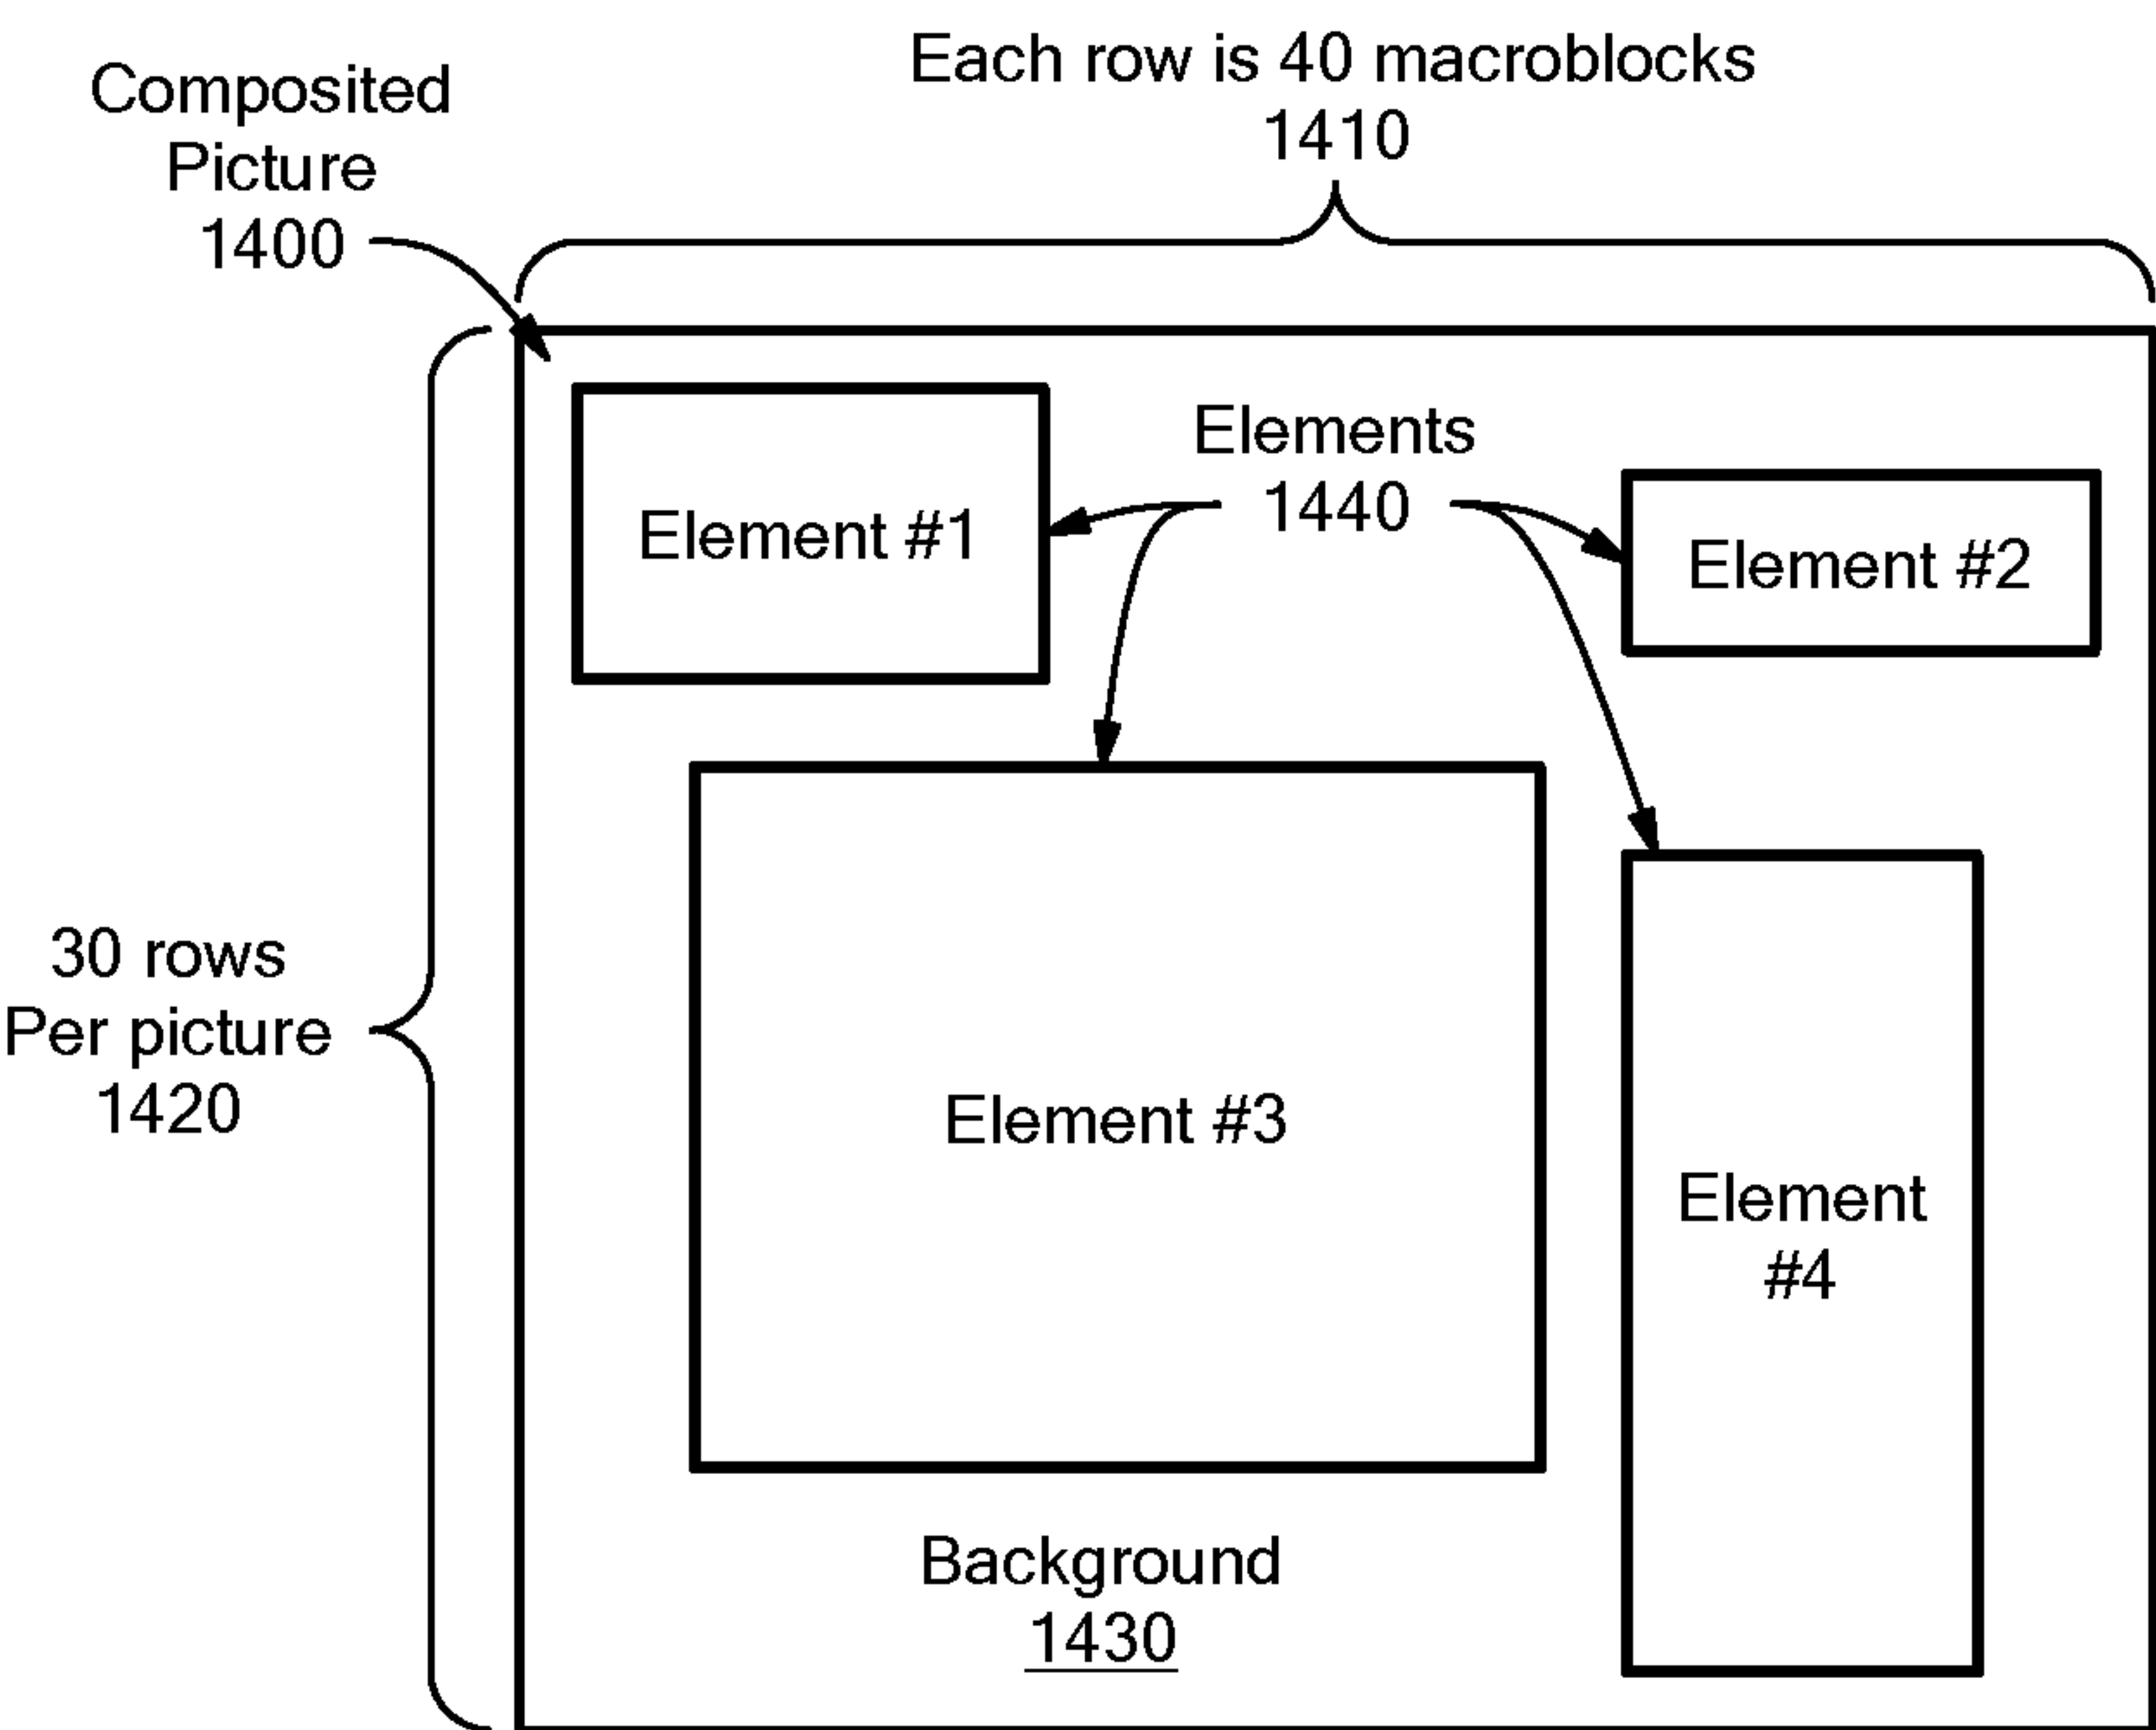 Each row is 40 macroblocks
1410
Composited
Picture
1400
Elements
1440
Element #1
Element #2
30 rows
Per picture
1420
Element #3
Element
#4
Background
1430